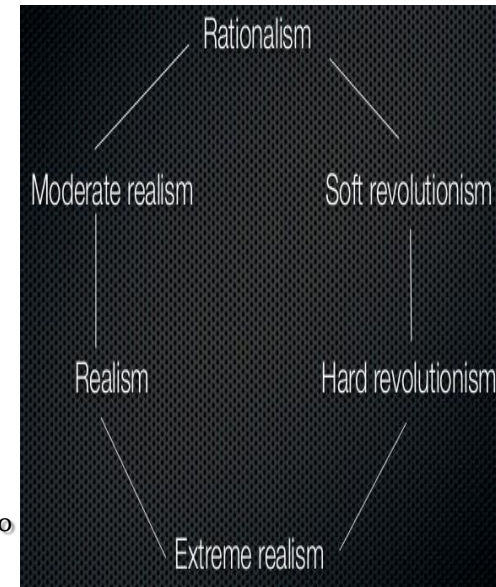 Rationalism
Moderate realism Soft revolutionism
Realism Hard revolutionism
o
Extreme realism